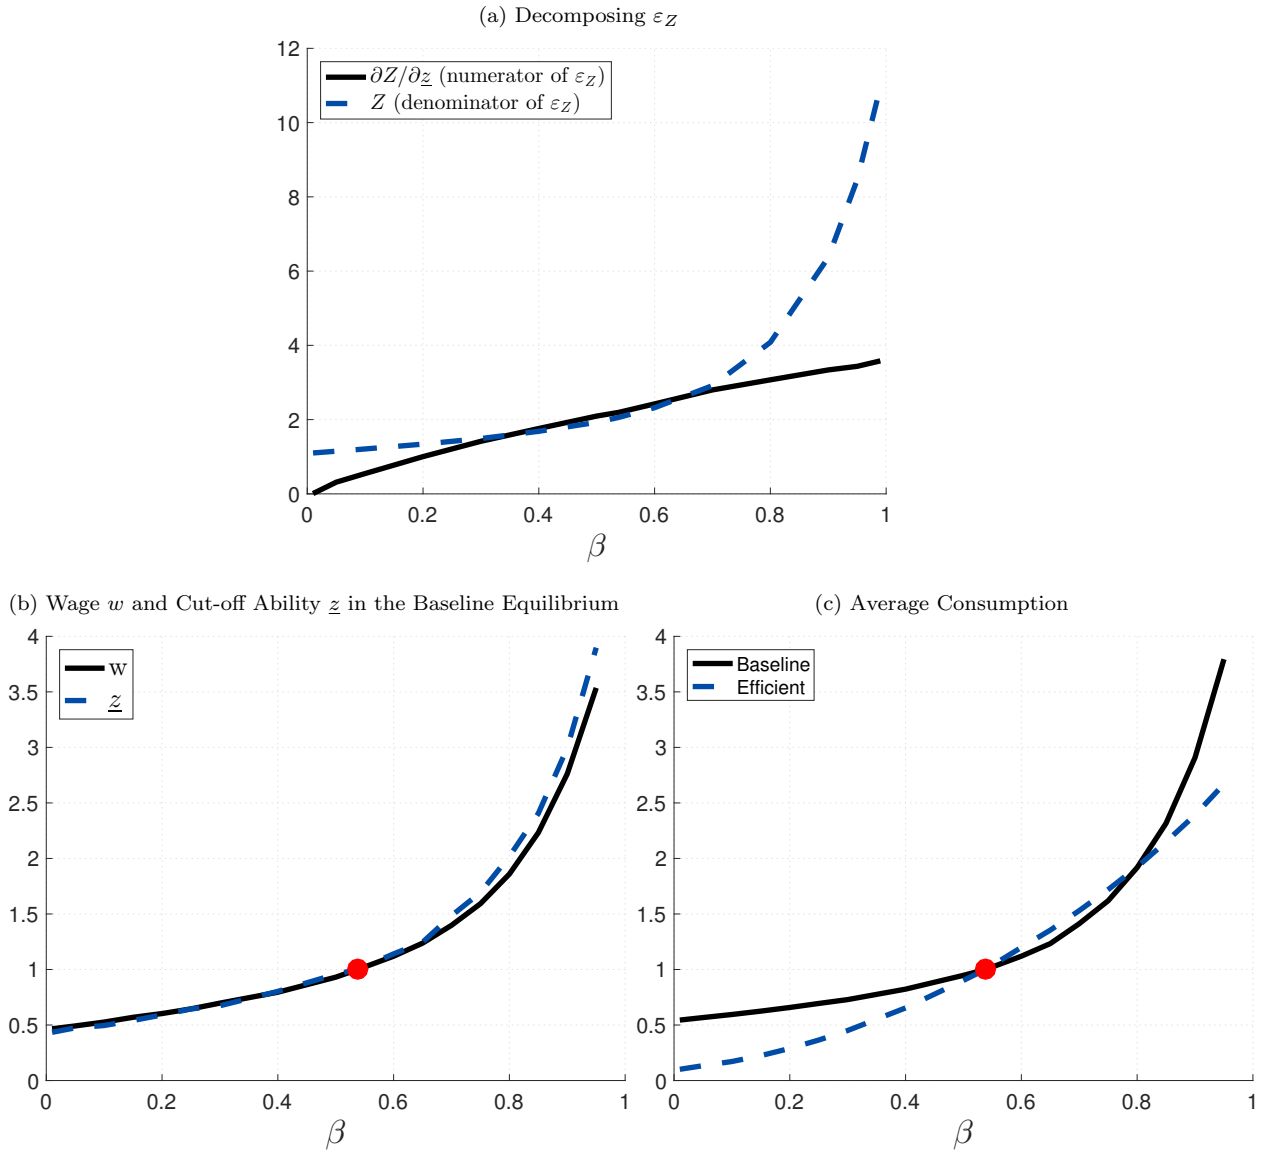 (a) Decomposing ε_Z
12
10
8
6
4
2
0
∂Z/∂z̲ (numerator of ε_Z)
Z (denominator of ε_Z)
0 0.2 0.4 0.6 0.8 1
β
(b) Wage w and Cut-off Ability z̲ in the Baseline Equilibrium
4
3.5
3
2.5
2
1.5
1
0.5
0
w
z̲
0 0.2 0.4 0.6 0.8 1
β
(c) Average Consumption
4
3.5
3
2.5
2
1.5
1
0.5
0
Baseline
Efficient
0 0.2 0.4 0.6 0.8 1
β